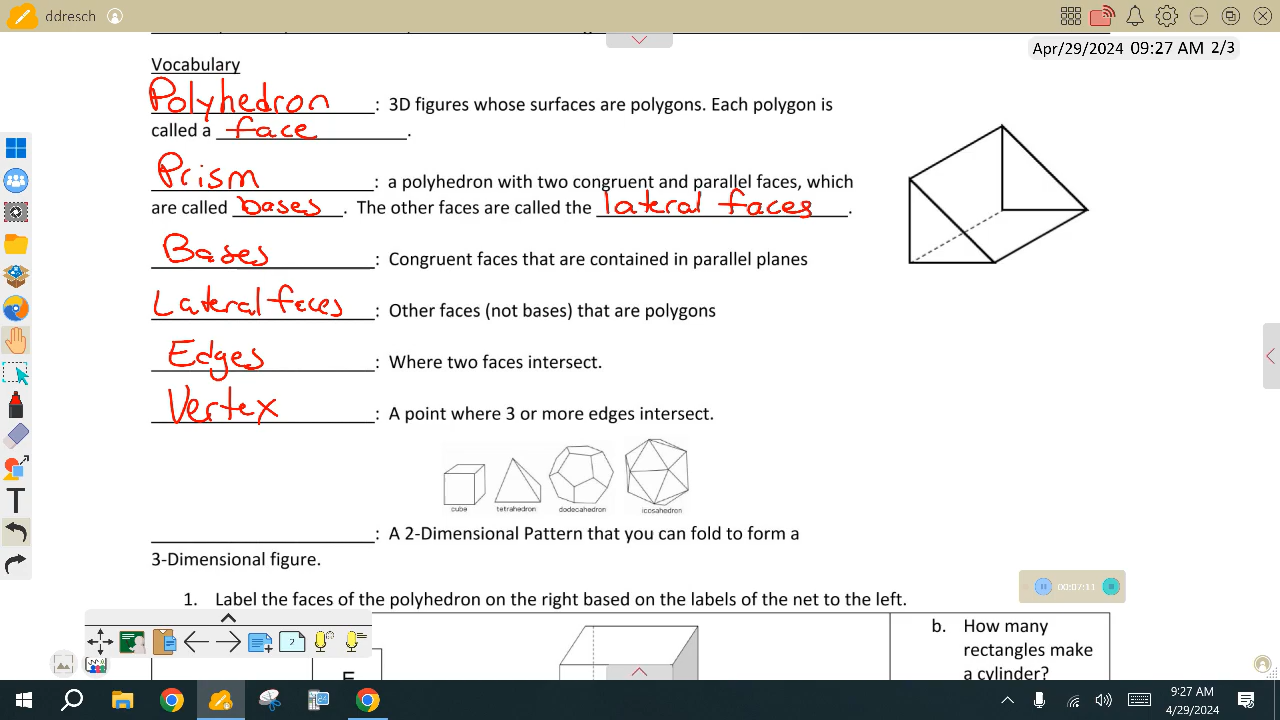 ddresch
Apr/29/2024 09:27 AM 2/3
Vocabulary
Polyhedron : 3D figures whose surfaces are polygons. Each polygon is
called a face .
Prism : a polyhedron with two congruent and parallel faces, which
are called bases . The other faces are called the lateral faces .
Bases : Congruent faces that are contained in parallel planes
Lateral faces : Other faces (not bases) that are polygons
Edges : Where two faces intersect.
Vertex : A point where 3 or more edges intersect.
cube tetrahedron dodecahedron icosahedron
: A 2-Dimensional Pattern that you can fold to form a
3-Dimensional figure.
00:07:11
1. Label the faces of the polyhedron on the right based on the labels of the net to the left.
b. How many
rectangles make
a cylinder?
2
E
9:27 AM
4/29/2024